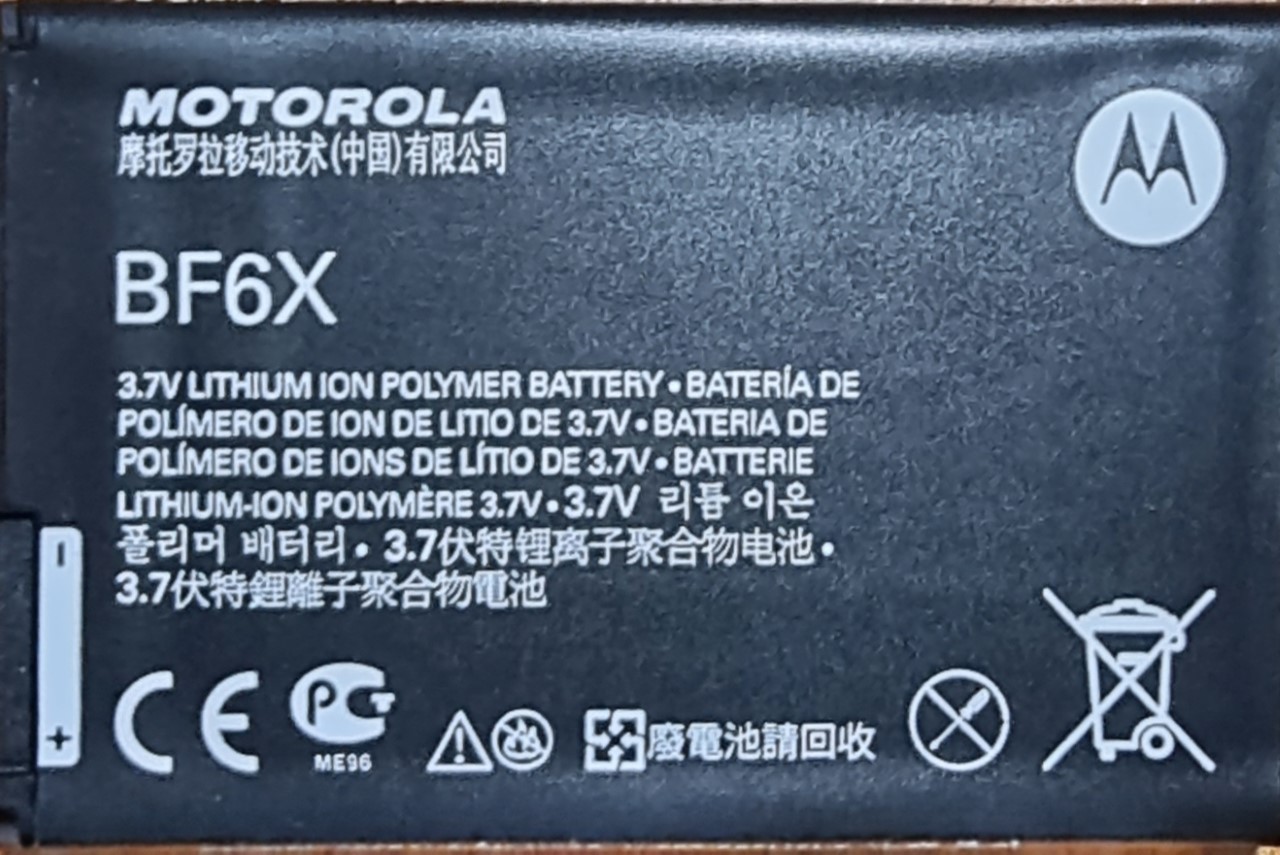 MOTOROLA
摩托罗拉移动技术(中国)有限公司
BF6X
3.7V LITHIUM ION POLYMER BATTERY • BATERÍA DE
POLÍMERO DE ION DE LITIO DE 3.7V • BATERIA DE
POLÍMERO DE IONS DE LÍTIO DE 3.7V • BATTERIE
LITHIUM-ION POLYMÈRE 3.7V • 3.7V 리튬 이온
폴리머 배터리 • 3.7伏特锂离子聚合物电池 •
3.7伏特鋰離子聚合物電池
CE
РСТ
ME96
廢電池請回收
-
+